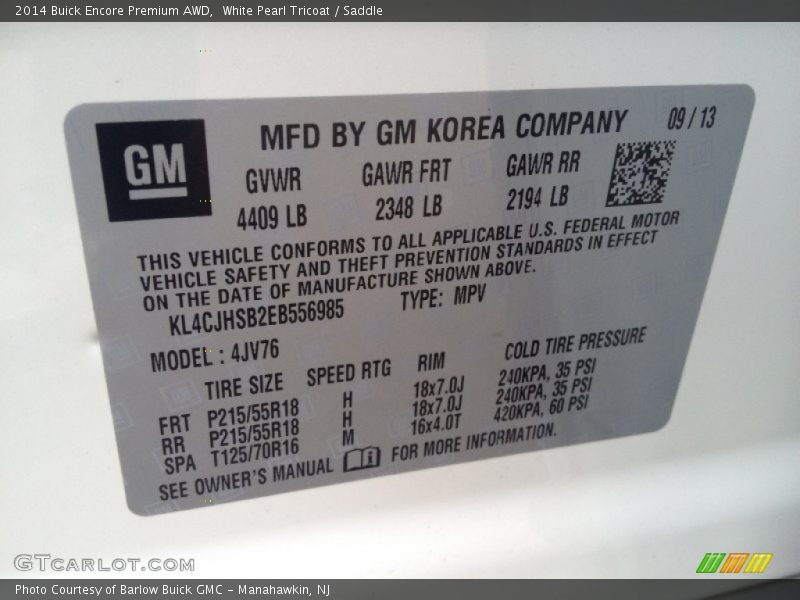 2014 Buick Encore Premium AWD,  White Pearl Tricoat / Saddle
GM
MFD BY GM KOREA COMPANY 09/13
GVWR GAWR FRT GAWR RR
4409 LB 2348 LB 2194 LB
THIS VEHICLE CONFORMS TO ALL APPLICABLE U.S. FEDERAL MOTOR
VEHICLE SAFETY AND THEFT PREVENTION STANDARDS IN EFFECT
ON THE DATE OF MANUFACTURE SHOWN ABOVE.
KL4CJHSB2EB556985 TYPE: MPV
MODEL : 4JV76
TIRE SIZE SPEED RTG RIM COLD TIRE PRESSURE
FRT P215/55R18 H 18x7.0J 240KPA, 35 PSI
RR P215/55R18 H 18x7.0J 240KPA, 35 PSI
SPA T125/70R16 M 16x4.0T 420KPA, 60 PSI
SEE OWNER'S MANUAL FOR MORE INFORMATION.
GTCARLOT.COM
Photo Courtesy of Barlow Buick GMC - Manahawkin, NJ